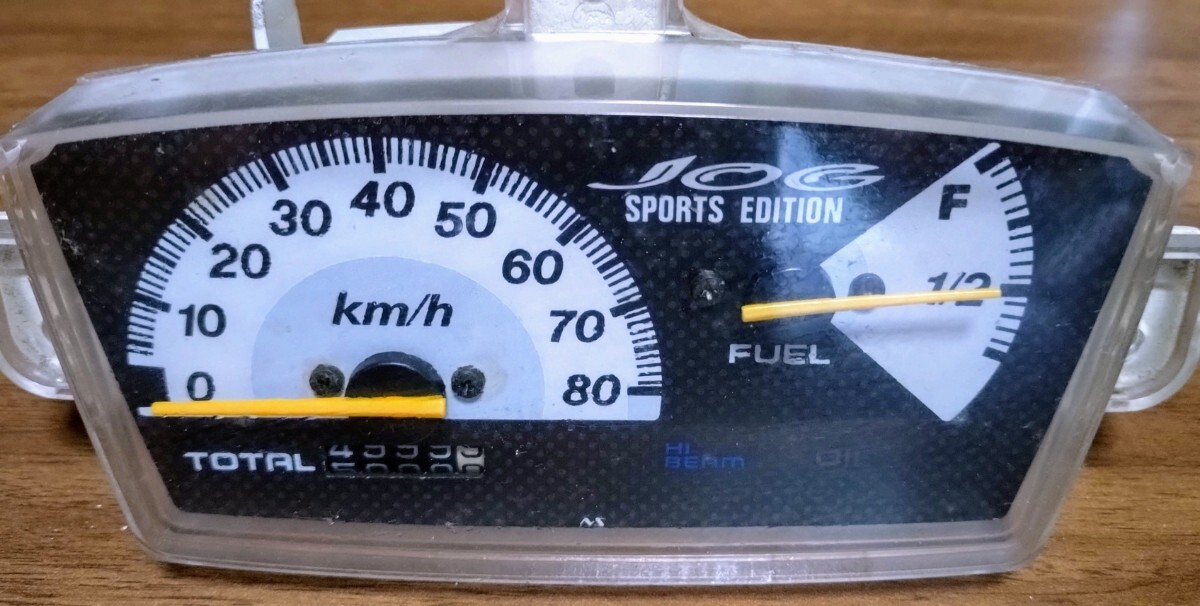 JOG
SPORTS EDITION
0
10
20
30
40
50
60
70
80
km/h
F
1/2
FUEL
TOTAL
HI
BEAM